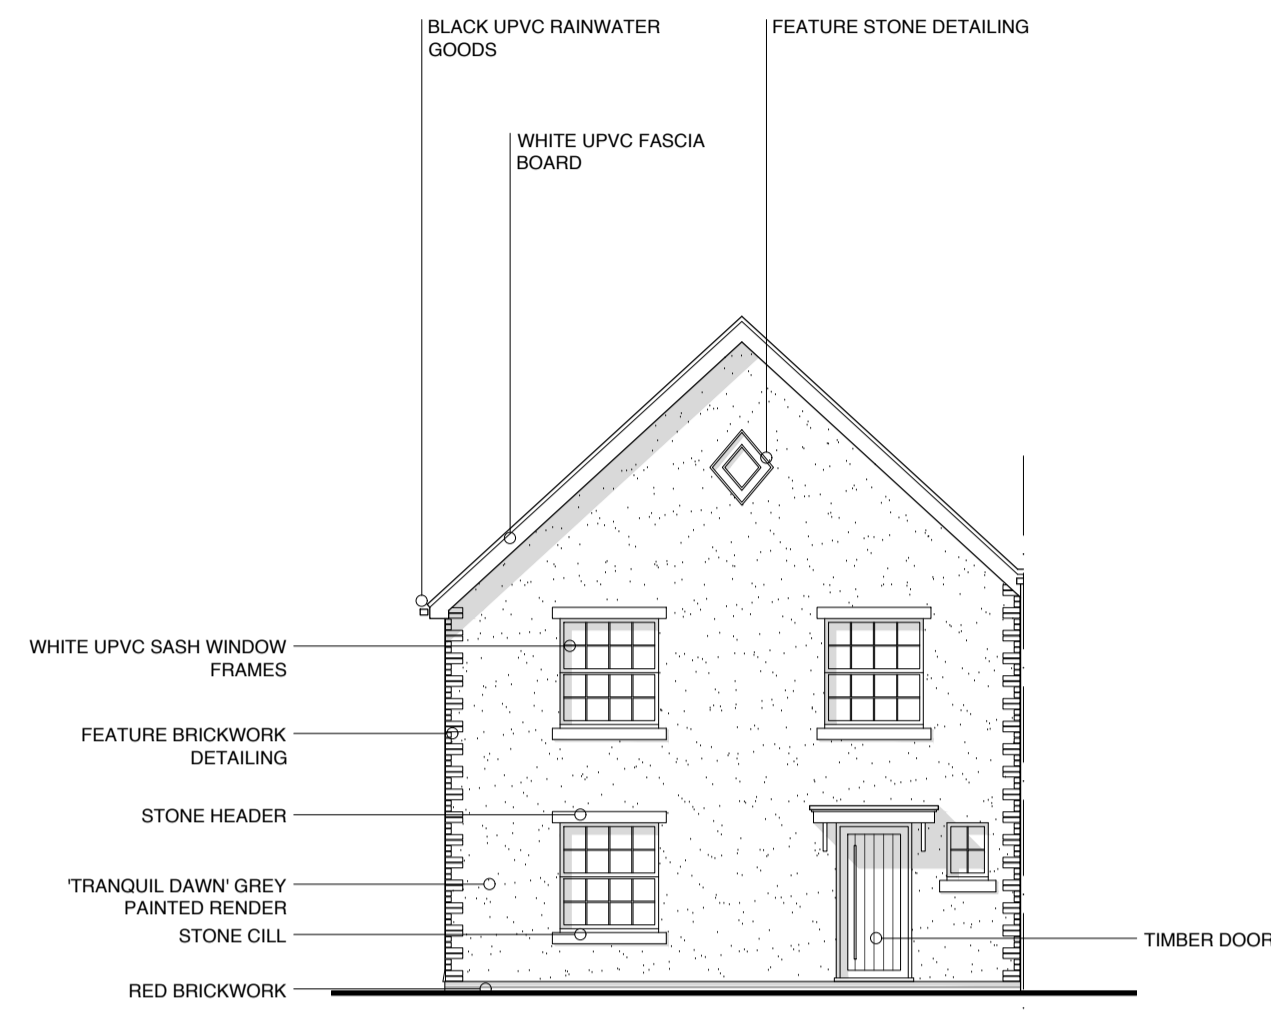 BLACK UPVC RAINWATER
GOODS
FEATURE STONE DETAILING
WHITE UPVC FASCIA
BOARD
WHITE UPVC SASH WINDOW
FRAMES
FEATURE BRICKWORK
DETAILING
STONE HEADER
'TRANQUIL DAWN' GREY
PAINTED RENDER
STONE CILL
TIMBER DOOR
RED BRICKWORK